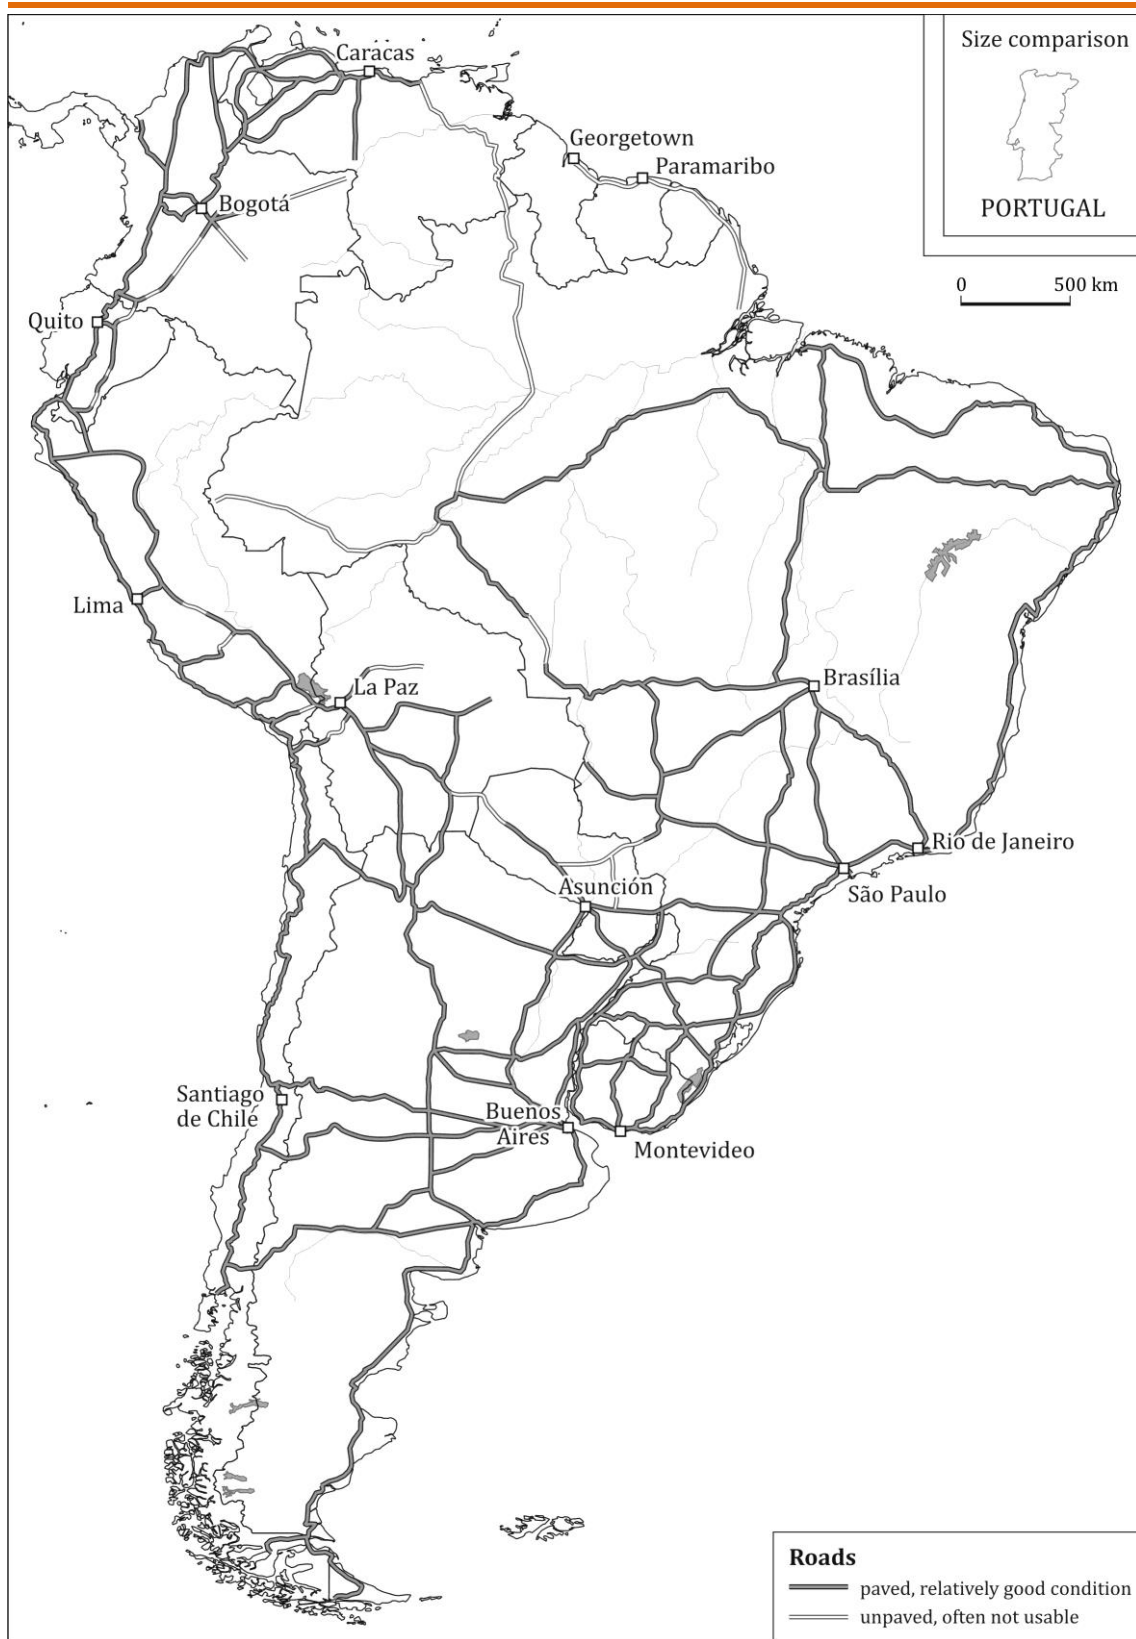 Caracas
Size comparison
PORTUGAL
Georgetown
Paramaribo
Bogotá
0 500 km
Quito
Lima
La Paz
Brasília
Rio de Janeiro
São Paulo
Asunción
Santiago
de Chilé
Buenos
Aires
Montevideo
Roads
paved, relatively good condition
unpaved, often not usable